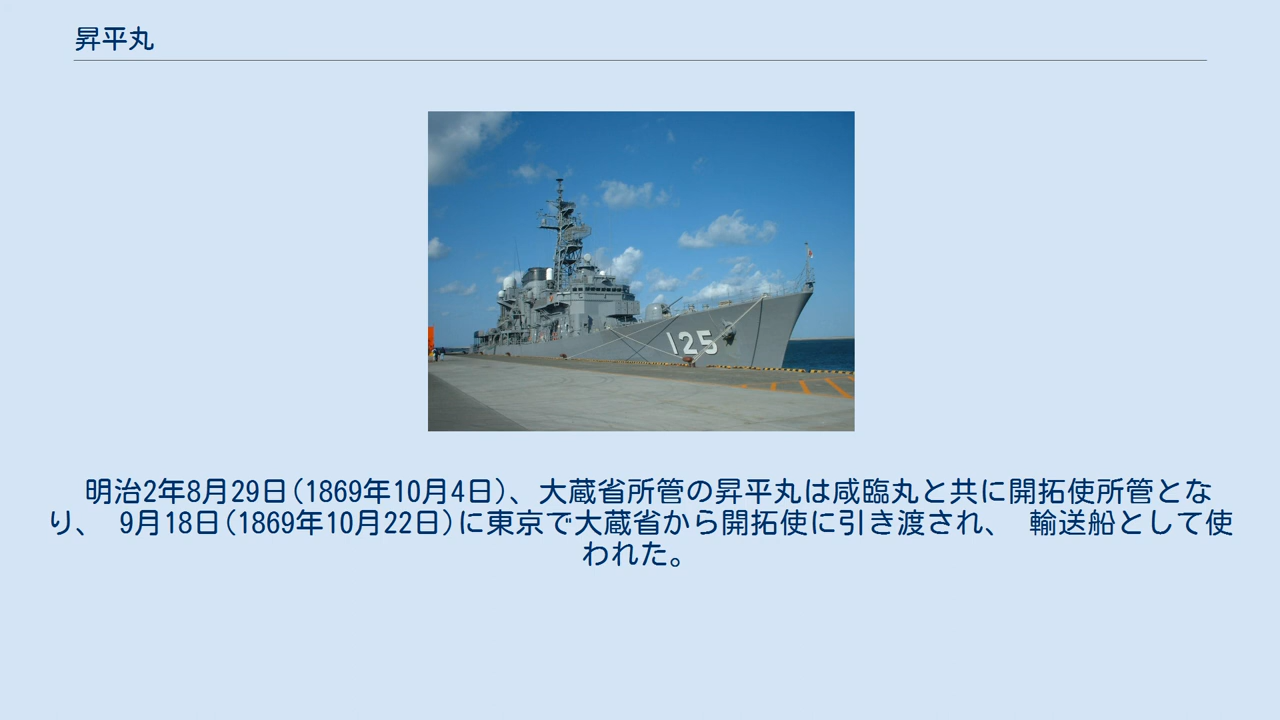 昇平丸
125
明治2年8月29日(1869年10月4日)、大蔵省所管の昇平丸は咸臨丸と共に開拓使所管とな
り、 9月18日(1869年10月22日)に東京で大蔵省から開拓使に引き渡され、 輸送船として使
われた。